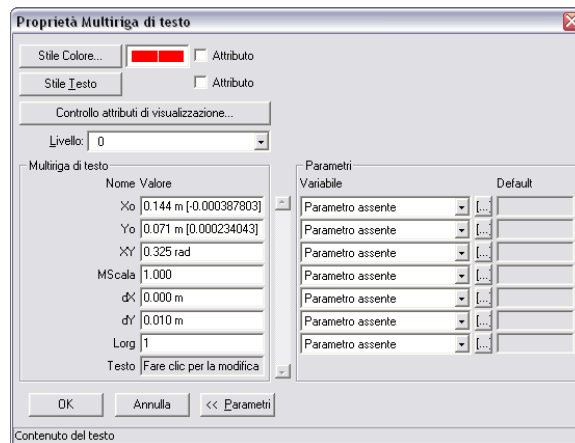 Proprietà Multiriga di testo
Stile Colore... Attributo
Stile Testo Attributo
Controllo attributi di visualizzazione...
Livello: 0
Multiriga di testo
Nome Valore
Xo 0.144 m [-0.000387803]
Yo 0.071 m [0.000234043]
XY 0.325 rad
MScala 1.000
dX 0.000 m
dY 0.010 m
Lorg 1
Testo Fare clic per la modifica
Parametri
Variabile Default
Parametro assente [...]
Parametro assente [...]
Parametro assente [...]
Parametro assente [...]
Parametro assente [...]
Parametro assente [...]
Parametro assente [...]
OK Annulla << Parametri
Contenuto del testo